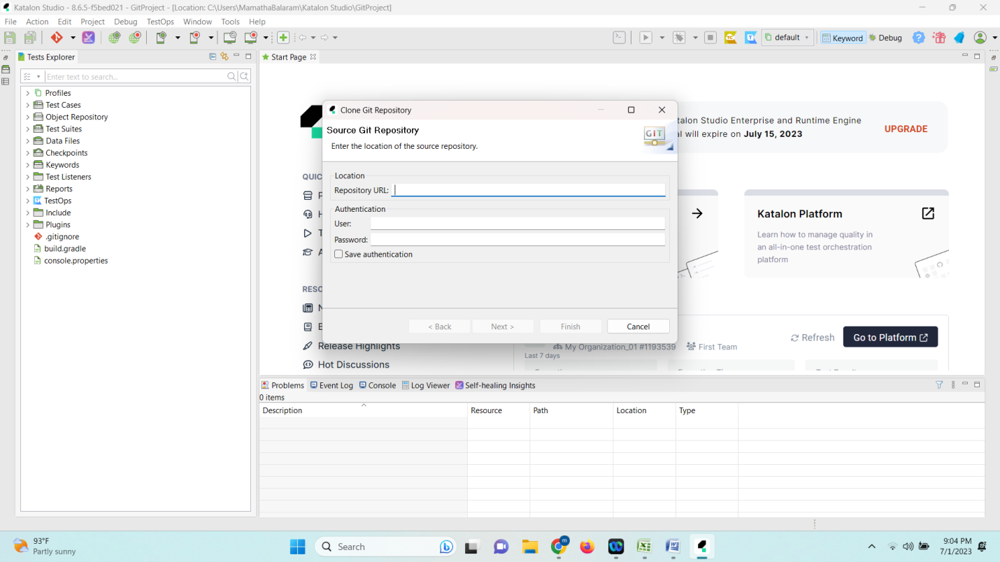 Katalon Studio - 8.6.5-f5bed021 - GitProject - [Location: C:\Users\MamathaBalaram\Katalon Studio\GitProject]
File Action Edit Project Debug TestOps Window Tools Help
default Keyword Debug
Tests Explorer
Enter text to search...
Profiles
Test Cases
Object Repository
Test Suites
Data Files
Checkpoints
Keywords
Test Listeners
Reports
TestOps
Include
Plugins
.gitignore
build.gradle
console.properties
Start Page
talon Studio Enterprise and Runtime Engine
al will expire on July 15, 2023
UPGRADE
QUIC
RESO
Release Highlights
Hot Discussions
Clone Git Repository
Source Git Repository
Enter the location of the source repository.
GIT
Location
Repository URL:
Authentication
User:
Password:
Save authentication
< Back Next > Finish Cancel
Katalon Platform
Learn how to manage quality in
an all-in-one test orchestration
platform
My Organization_01 #1193539 First Team
Last 7 days
Refresh Go to Platform
Problems Event Log Console Log Viewer Self-healing Insights
0 items
Description Resource Path Location Type
93°F
Partly sunny
Search
m
9:04 PM
7/1/2023